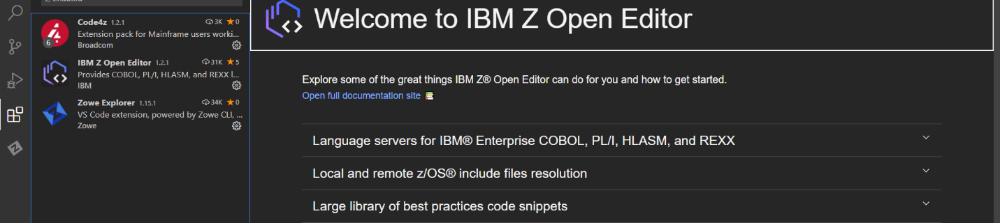 Code4z 1.2.1 3K ★0
Extension pack for Mainframe users worki...
6
Broadcom
IBM Z Open Editor 1.2.1 31K ★5
Provides COBOL, PL/I, HLASM, and REXX l...
IBM
Zowe Explorer 1.15.1 34K ★0
VS Code extension, powered by Zowe CLI, ...
Zowe
Welcome to IBM Z Open Editor
Explore some of the great things IBM Z® Open Editor can do for you and how to get started.
Open full documentation site
Language servers for IBM® Enterprise COBOL, PL/I, HLASM, and REXX
Local and remote z/OS® include files resolution
Large library of best practices code snippets